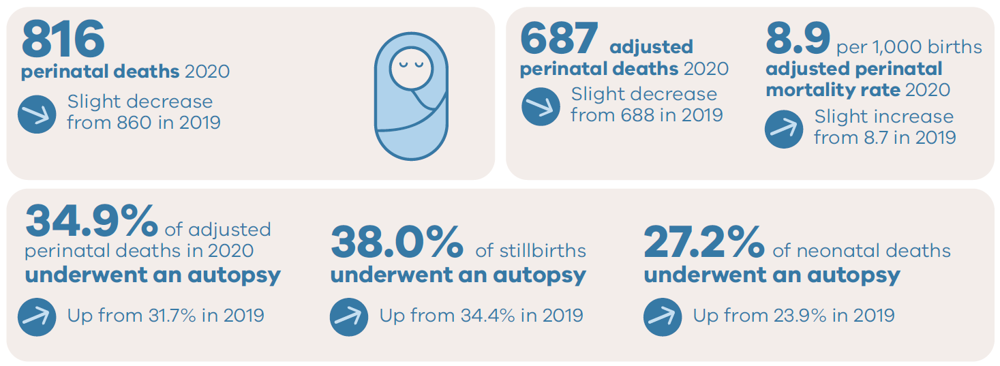 816
perinatal deaths 2020
Slight decrease
from 860 in 2019
687 adjusted
perinatal deaths 2020
Slight decrease
from 688 in 2019
8.9 per 1,000 births
adjusted perinatal
mortality rate 2020
Slight increase
from 8.7 in 2019
34.9% of adjusted
perinatal deaths in 2020
underwent an autopsy
Up from 31.7% in 2019
38.0% of stillbirths
underwent an autopsy
Up from 34.4% in 2019
27.2% of neonatal deaths
underwent an autopsy
Up from 23.9% in 2019